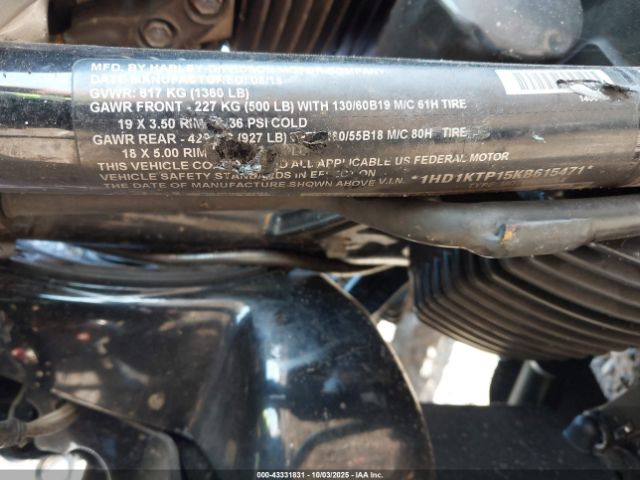 MFD. BY HARLEY-DAVIDSON MOTOR COMPANY
DATE MANUFACTURED:
GVWR: 617 KG (1360 LB)
GAWR FRONT - 227 KG (500 LB) WITH 130/60B19 M/C 61H TIRE
19 X 3.50 RIM 36 PSI COLD
GAWR REAR - (927 LB) /55B18 M/C 80H TIRE
18 X 5.00 RIM
THIS VEHICLE ALL APPLICABLE US FEDERAL MOTOR
VEHICLE SAFETY STANDARDS IN EFFECT ON
THE DATE OF MANUFACTURE SHOWN ABOVE V.I.N. *1HD1KTP15KB615471*
000-43331831 - 10/03/2025 - IAA Inc.